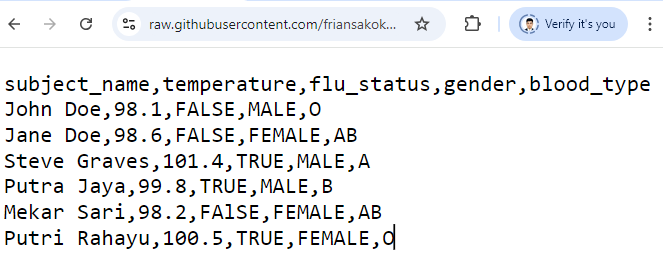 raw.githubusercontent.com/friansakok...
Verify it's you
subject_name,temperature,flu_status,gender,blood_type
John Doe,98.1,FALSE,MALE,O
Jane Doe,98.6,FALSE,FEMALE,AB
Steve Graves,101.4,TRUE,MALE,A
Putra Jaya,99.8,TRUE,MALE,B
Mekar Sari,98.2,FAlSE,FEMALE,AB
Putri Rahayu,100.5,TRUE,FEMALE,O